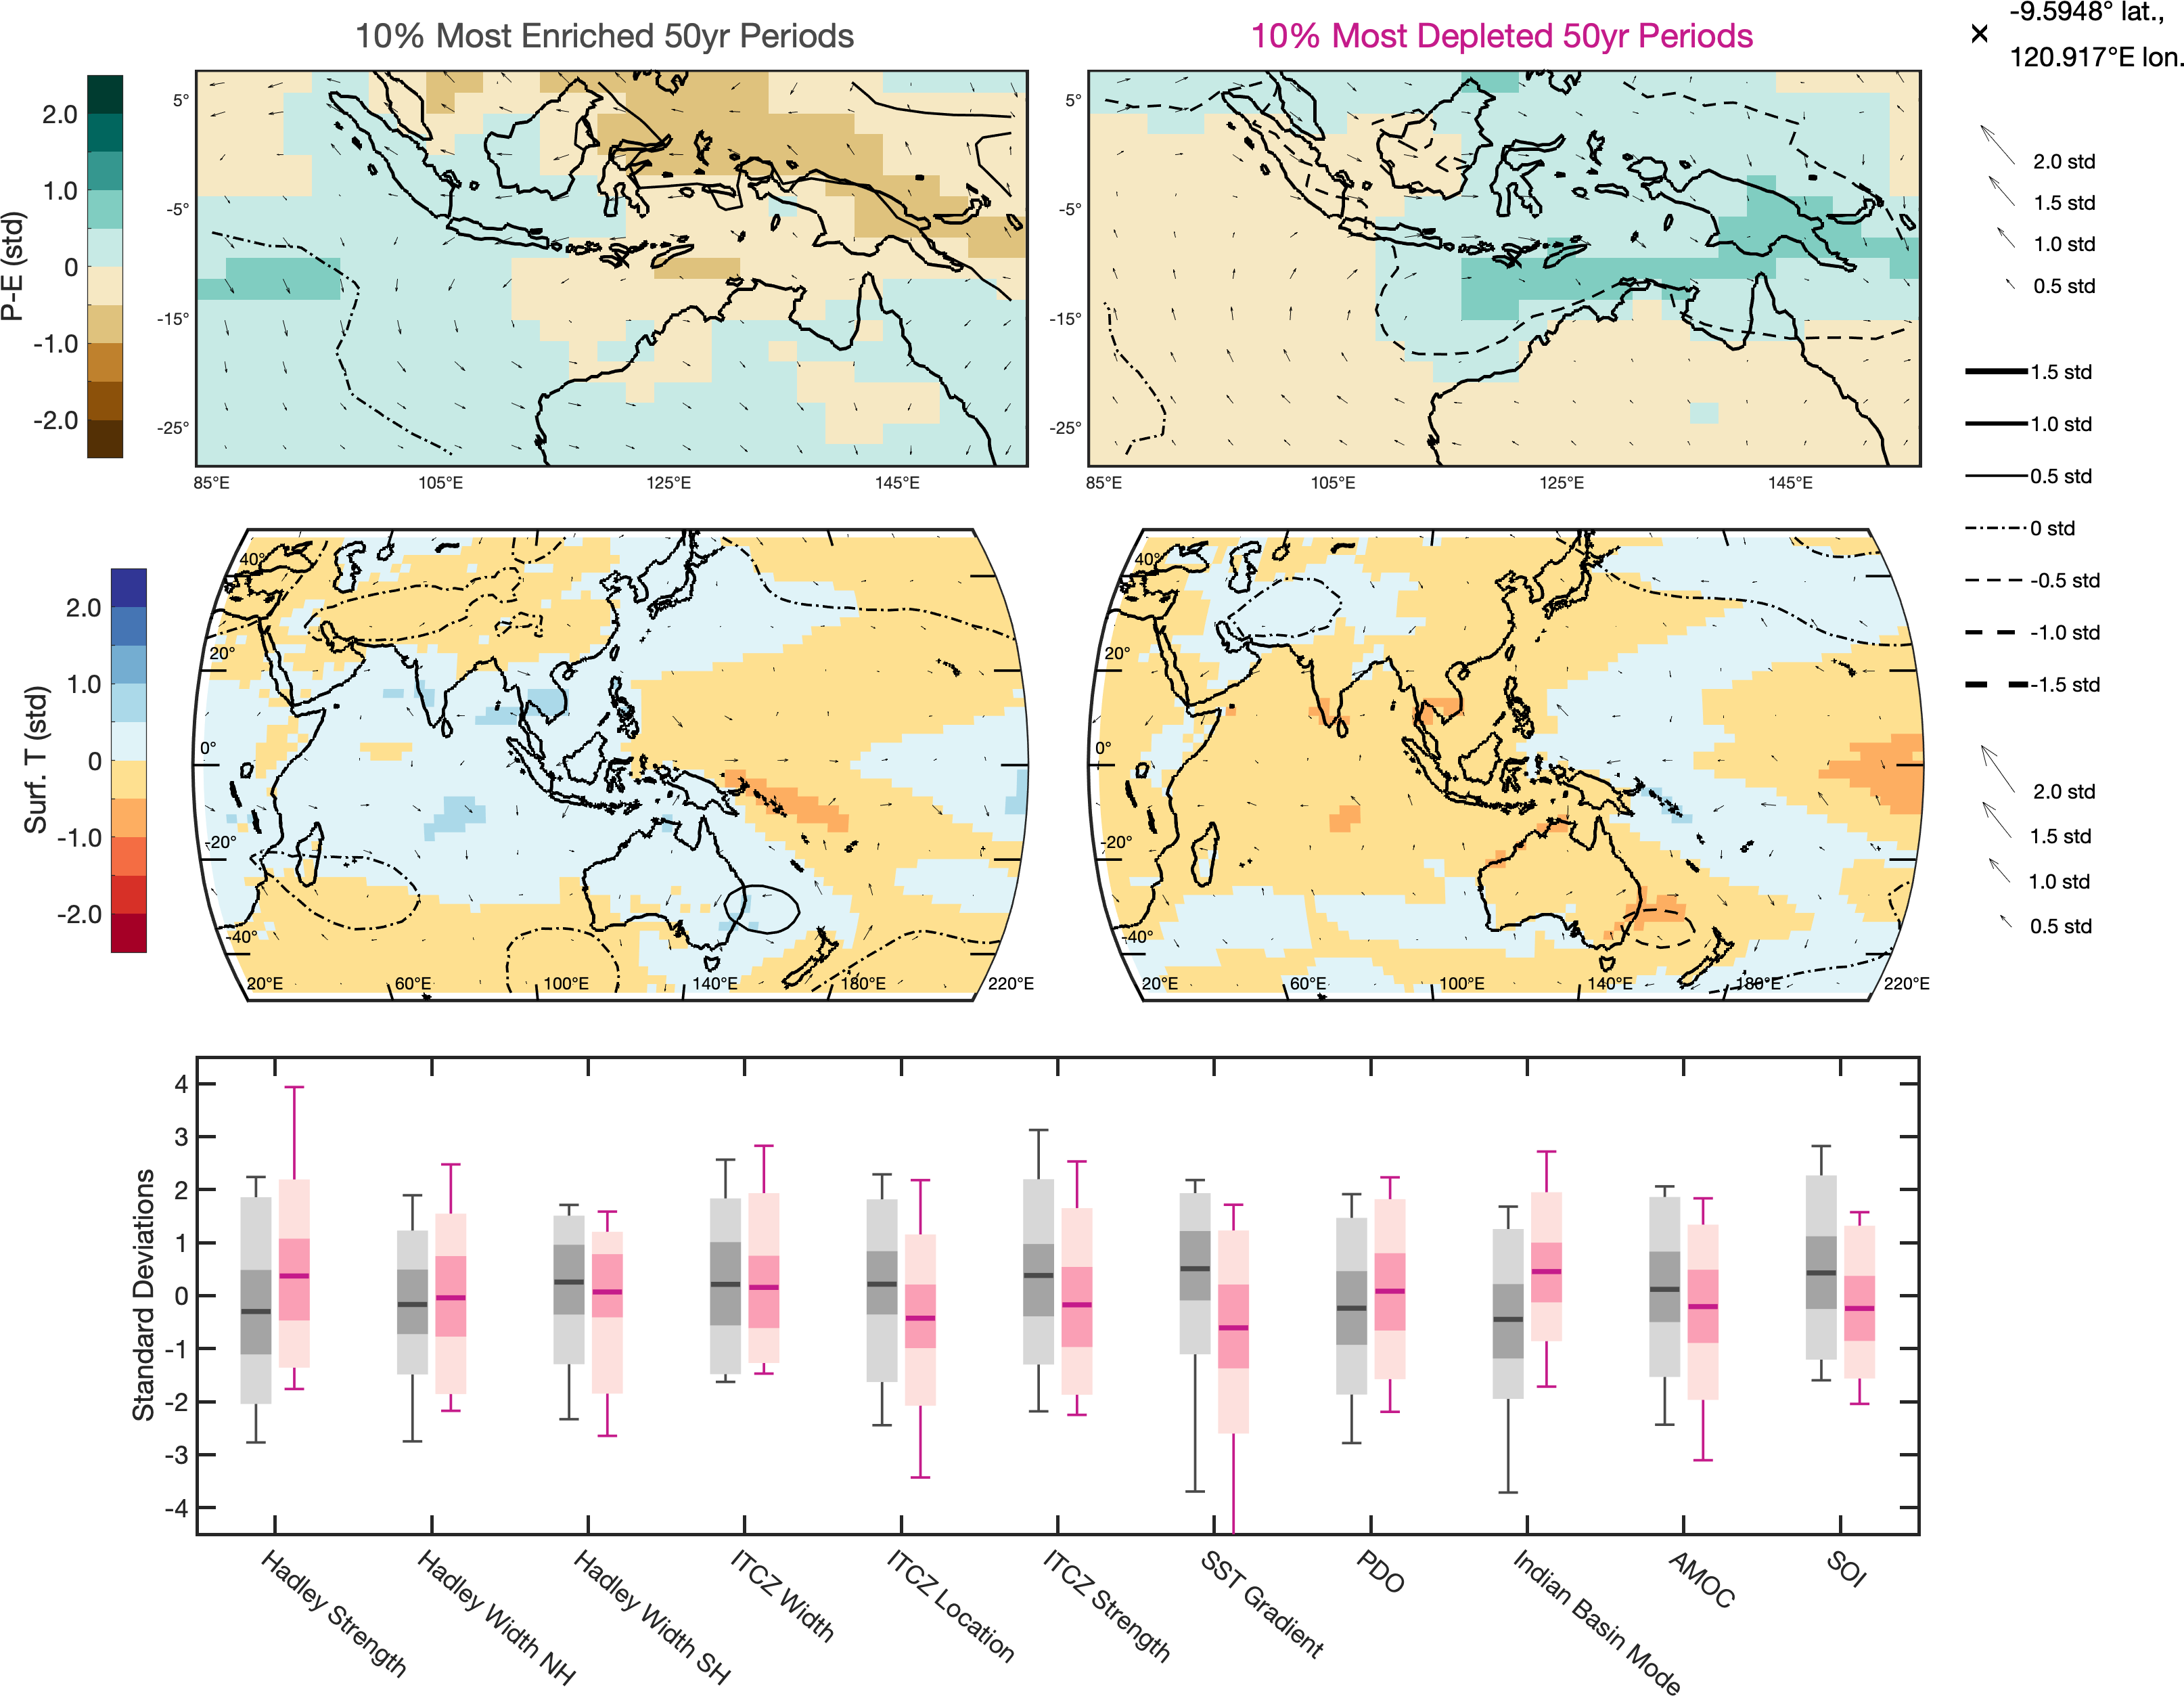 10% Most Enriched 50yr Periods
10% Most Depleted 50yr Periods
-9.5948° lat.,
120.917°E lon.
P-E (std)
2.0
1.0
0
-1.0
-2.0
5°
-5°
-15°
-25°
85°E 105°E 125°E 145°E
5°
-5°
-15°
-25°
85°E 105°E 125°E 145°E
2.0 std
1.5 std
1.0 std
0.5 std
1.5 std
1.0 std
0.5 std
0 std
-0.5 std
-1.0 std
-1.5 std
Surf. T (std)
2.0
1.0
0
-1.0
-2.0
40°
20°
0°
-20°
-40°
20°E 60°E 100°E 140°E 180°E 220°E
40°
20°
0°
-20°
-40°
20°E 60°E 100°E 140°E 180°E 220°E
2.0 std
1.5 std
1.0 std
0.5 std
Standard Deviations
4
3
2
1
0
-1
-2
-3
-4
Hadley Strength
Hadley Width NH
Hadley Width SH
ITCZ Width
ITCZ Location
ITCZ Strength
SST Gradient
PDO
Indian Basin Mode
AMOC
SOI